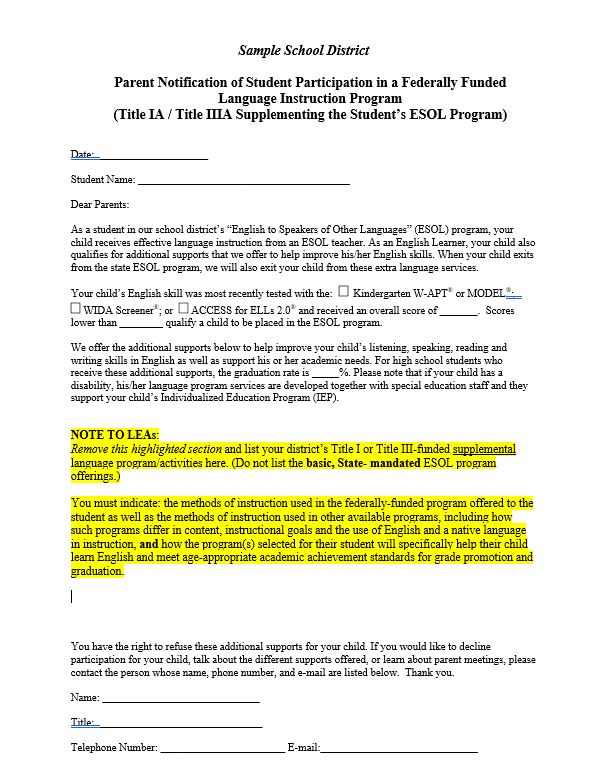 Sample School District
Parent Notification of Student Participation in a Federally Funded
Language Instruction Program
(Title IA / Title IIIA Supplementing the Student's ESOL Program)
Date: ____________________
Student Name: _______________________________________
Dear Parents:
As a student in our school district's "English to Speakers of Other Languages" (ESOL) program, your
child receives effective language instruction from an ESOL teacher. As an English Learner, your child also
qualifies for additional supports that we offer to help improve his/her English skills. When your child exits
from the state ESOL program, we will also exit your child from these extra language services.
Your child's English skill was most recently tested with the: ☐ Kindergarten W-APT® or MODEL®;
☐ WIDA Screener®; or ☐ ACCESS for ELLs 2.0® and received an overall score of _______. Scores
lower than ________ qualify a child to be placed in the ESOL program.
We offer the additional supports below to help improve your child's listening, speaking, reading and
writing skills in English as well as support his or her academic needs. For high school students who
receive these additional supports, the graduation rate is _____%. Please note that if your child has a
disability, his/her language program services are developed together with special education staff and they
support your child's Individualized Education Program (IEP).
NOTE TO LEAs:
Remove this highlighted section and list your district's Title I or Title III-funded supplemental
language program/activities here. (Do not list the basic, State- mandated ESOL program
offerings.)
You must indicate: the methods of instruction used in the federally-funded program offered to the
student as well as the methods of instruction used in other available programs, including how
such programs differ in content, instructional goals and the use of English and a native language
in instruction, and how the program(s) selected for their student will specifically help their child
learn English and meet age-appropriate academic achievement standards for grade promotion and
graduation.
You have the right to refuse these additional supports for your child. If you would like to decline
participation for your child, talk about the different supports offered, or learn about parent meetings, please
contact the person whose name, phone number, and e-mail are listed below. Thank you.
Name: _____________________________
Title: ______________________________
Telephone Number: _______________________ E-mail:_____________________________